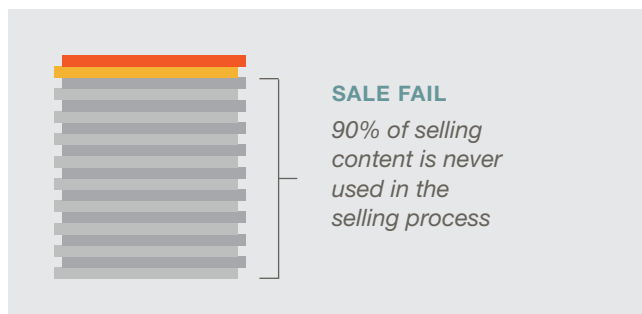 SALE FAIL
90% of selling
content is never
used in the
selling process